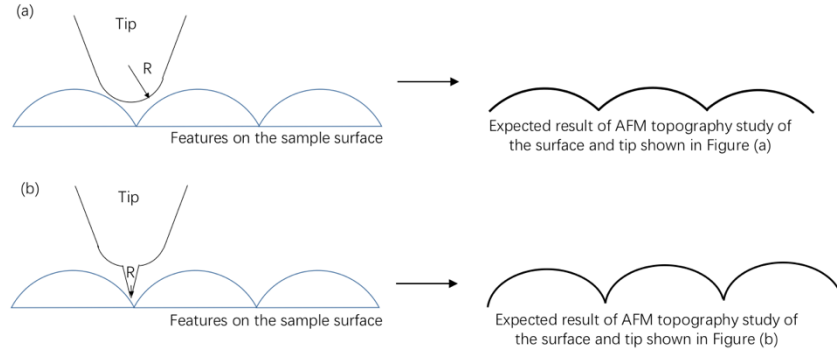 (a)
Tip
R
Features on the sample surface
Expected result of AFM topography study of
the surface and tip shown in Figure (a)
(b)
Tip
R
Features on the sample surface
Expected result of AFM topography study of
the surface and tip shown in Figure (b)